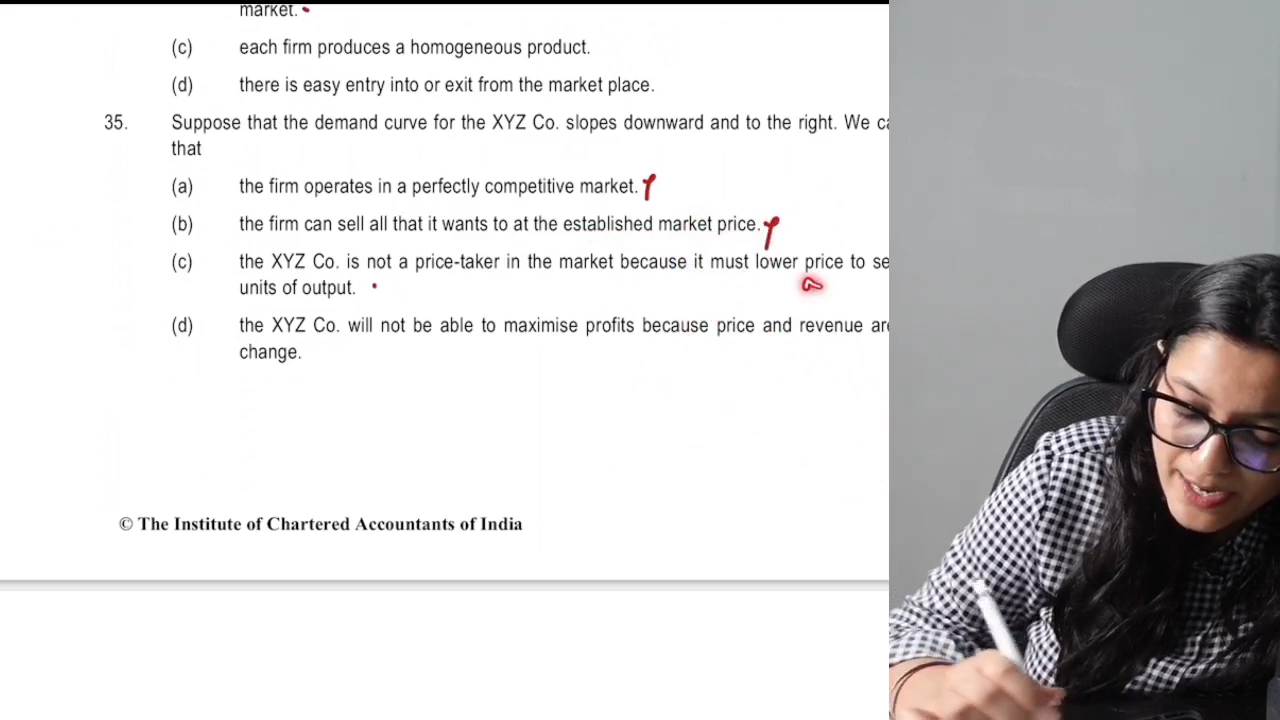 market.
(c) each firm produces a homogeneous product.
(d) there is easy entry into or exit from the market place.
35. Suppose that the demand curve for the XYZ Co. slopes downward and to the right. We
that
(a) the firm operates in a perfectly competitive market.
(b) the firm can sell all that it wants to at the established market price.
(c) the XYZ Co. is not a price-taker in the market because it must lower price to
units of output.
(d) the XYZ Co. will not be able to maximise profits because price and revenue
change.
© The Institute of Chartered Accountants of India